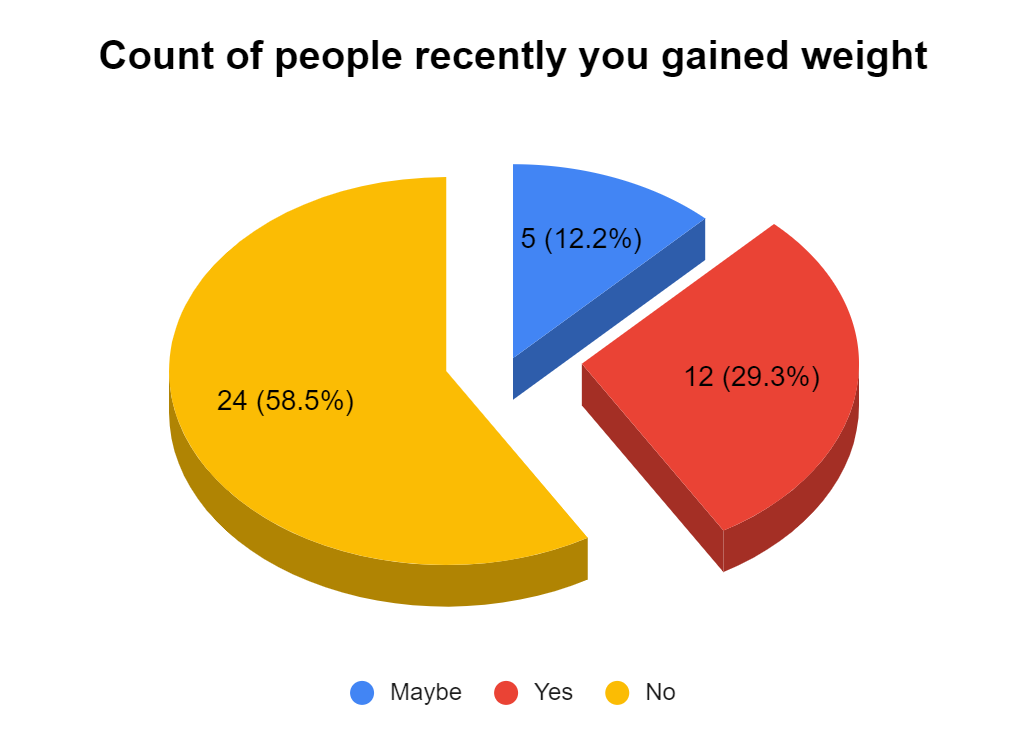 Count of people recently you gained weight
5 (12.2%)
12 (29.3%)
24 (58.5%)
Maybe
Yes
No